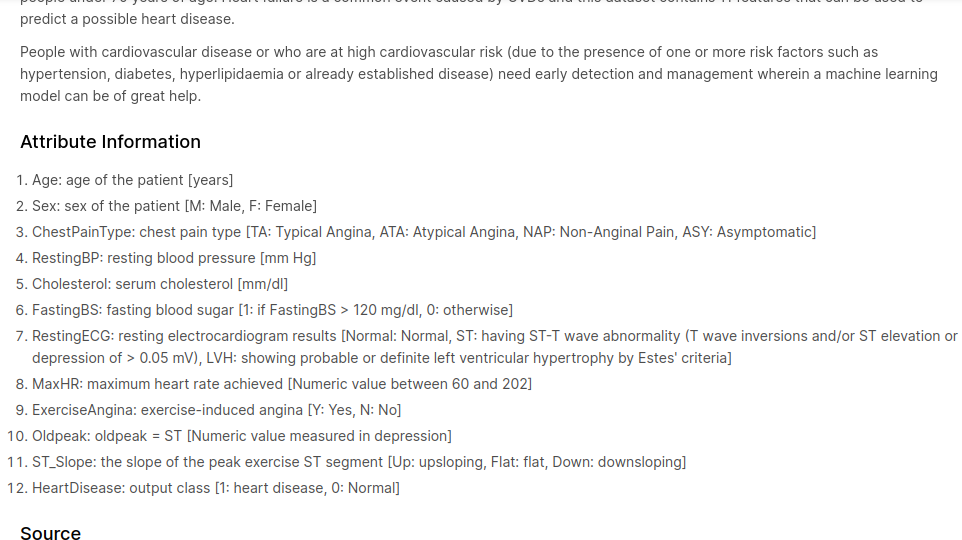 predict a possible heart disease.
People with cardiovascular disease or who are at high cardiovascular risk (due to the presence of one or more risk factors such as
hypertension, diabetes, hyperlipidaemia or already established disease) need early detection and management wherein a machine learning
model can be of great help.
Attribute Information
1. Age: age of the patient [years]
2. Sex: sex of the patient [M: Male, F: Female]
3. ChestPainType: chest pain type [TA: Typical Angina, ATA: Atypical Angina, NAP: Non-Anginal Pain, ASY: Asymptomatic]
4. RestingBP: resting blood pressure [mm Hg]
5. Cholesterol: serum cholesterol [mm/dl]
6. FastingBS: fasting blood sugar [1: if FastingBS > 120 mg/dl, 0: otherwise]
7. RestingECG: resting electrocardiogram results [Normal: Normal, ST: having ST-T wave abnormality (T wave inversions and/or ST elevation or
depression of > 0.05 mV), LVH: showing probable or definite left ventricular hypertrophy by Estes' criteria]
8. MaxHR: maximum heart rate achieved [Numeric value between 60 and 202]
9. ExerciseAngina: exercise-induced angina [Y: Yes, N: No]
10. Oldpeak: oldpeak = ST [Numeric value measured in depression]
11. ST_Slope: the slope of the peak exercise ST segment [Up: upsloping, Flat: flat, Down: downsloping]
12. HeartDisease: output class [1: heart disease, 0: Normal]
Source